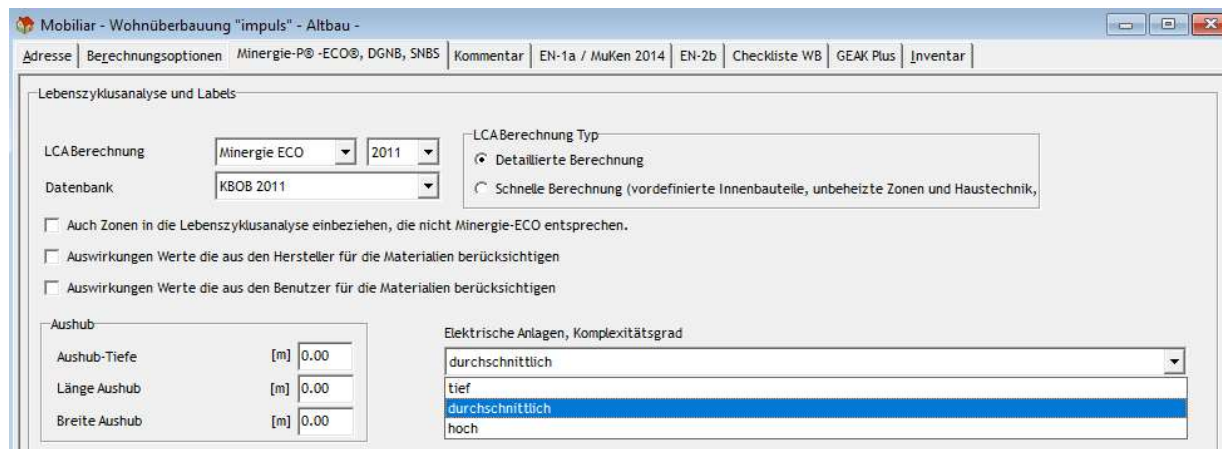 Mobiliar - Wohnüberbauung "impuls" - Altbau -
Adresse Berechnungsoptionen Minergie-P® -ECO®, DGNB, SNBS Kommentar EN-1a / MuKen 2014 EN-2b Checkliste WB GEAK Plus Inventar
Lebenszyklusanalyse und Labels
LCABerechnung Minergie ECO 2011
Datenbank KBOB 2011
LCABerechnung Typ
Detaillierte Berechnung
Schnelle Berechnung (vordefinierte Innenbauteile, unbeheizte Zonen und Haustechnik,
Auch Zonen in die Lebenszyklusanalyse einbeziehen, die nicht Minergie-ECO entsprechen.
Auswirkungen Werte die aus den Hersteller für die Materialien berücksichtigen
Auswirkungen Werte die aus den Benutzer für die Materialien berücksichtigen
Aushub
Aushub-Tiefe [m] 0.00
Länge Aushub [m] 0.00
Breite Aushub [m] 0.00
Elektrische Anlagen, Komplexitätsgrad
durchschnittlich
tief
durchschnittlich
hoch